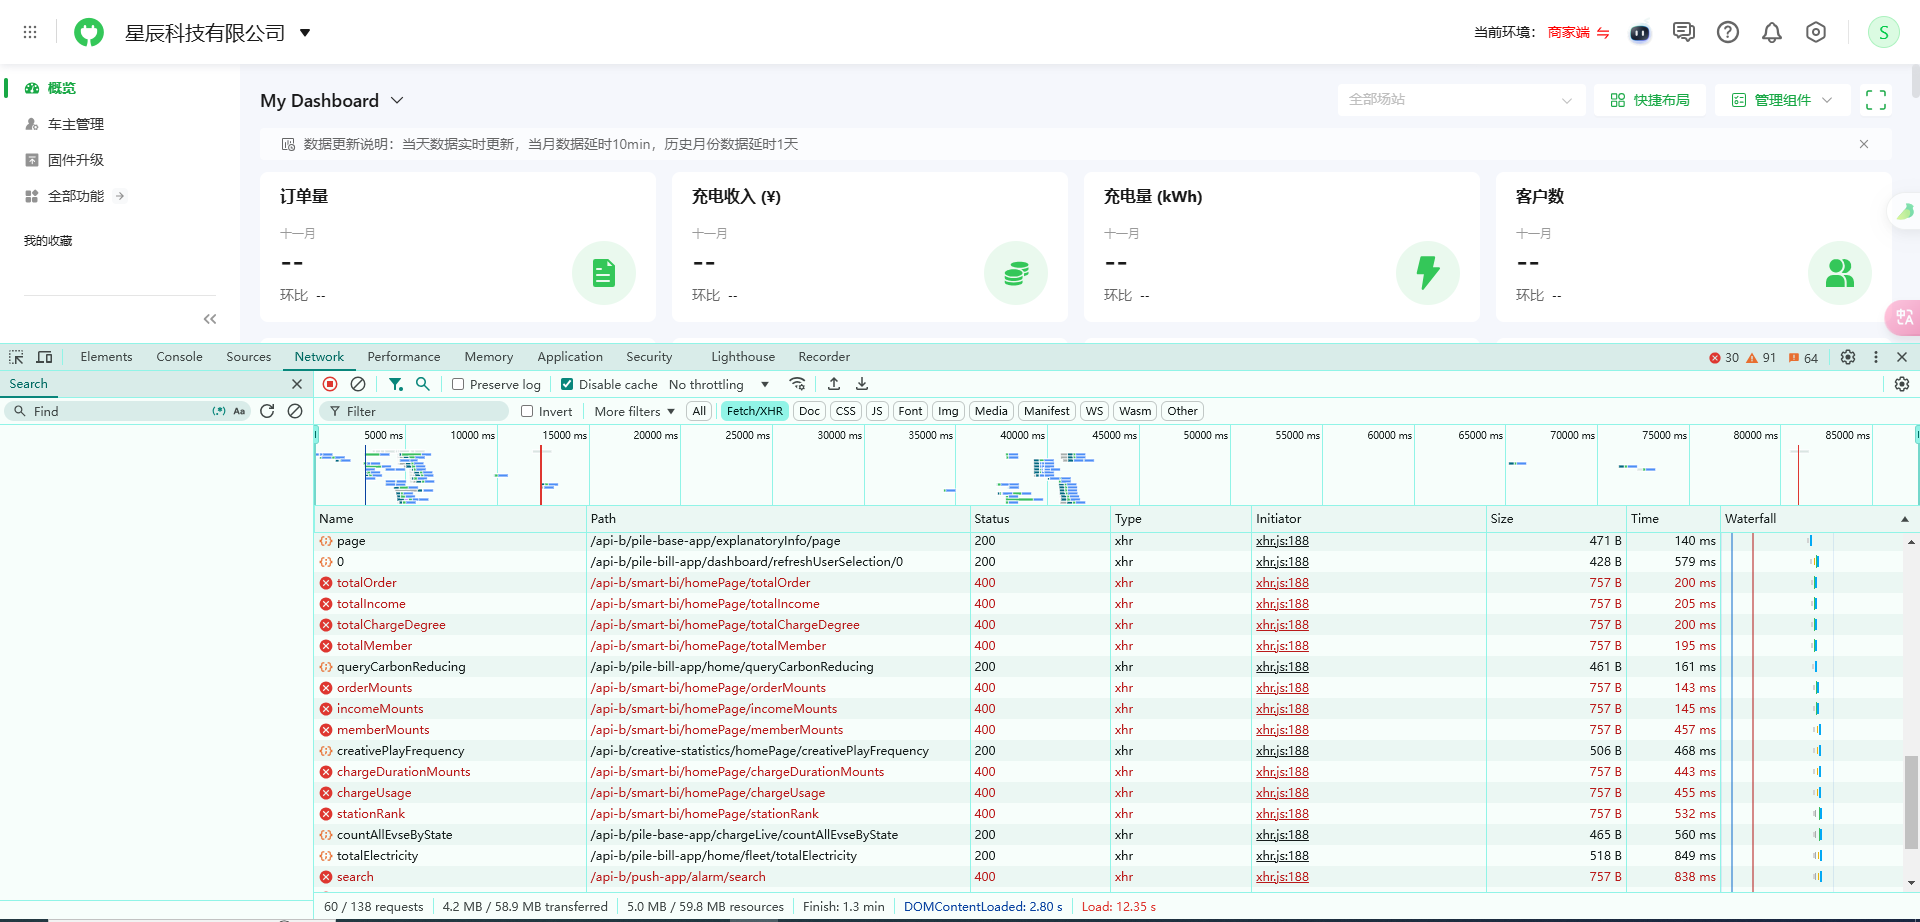 星辰科技有限公司
当前环境： 商家端
S
概览
车主管理
固件升级
全部功能
我的收藏
My Dashboard
全部场站
快捷布局
管理组件
数据更新说明：当天数据实时更新，当月数据延时10min，历史月份数据延时1天
订单量
十一月
--
环比 --
充电收入 (¥)
十一月
--
环比 --
充电量 (kWh)
十一月
--
环比 --
客户数
十一月
--
环比 --
Elements Console Sources Network Performance Memory Application Security Lighthouse Recorder 30 91 64
Search
Preserve log Disable cache No throttling
Find (.*) Aa
Filter Invert More filters All Fetch/XHR Doc CSS JS Font Img Media Manifest WS Wasm Other
5000 ms 10000 ms 15000 ms 20000 ms 25000 ms 30000 ms 35000 ms 40000 ms 45000 ms 50000 ms 55000 ms 60000 ms 65000 ms 70000 ms 75000 ms 80000 ms 85000 ms
Name Path Status Type Initiator Size Time Waterfall
page /api-b/pile-base-app/explanatoryInfo/page 200 xhr xhr.js:188 471 B 140 ms
0 /api-b/pile-bill-app/dashboard/refreshUserSelection/0 200 xhr xhr.js:188 428 B 579 ms
totalOrder /api-b/smart-bi/homePage/totalOrder 400 xhr xhr.js:188 757 B 200 ms
totalIncome /api-b/smart-bi/homePage/totalIncome 400 xhr xhr.js:188 757 B 205 ms
totalChargeDegree /api-b/smart-bi/homePage/totalChargeDegree 400 xhr xhr.js:188 757 B 200 ms
totalMember /api-b/smart-bi/homePage/totalMember 400 xhr xhr.js:188 757 B 195 ms
queryCarbonReducing /api-b/pile-bill-app/home/queryCarbonReducing 200 xhr xhr.js:188 461 B 161 ms
orderMounts /api-b/smart-bi/homePage/orderMounts 400 xhr xhr.js:188 757 B 143 ms
incomeMounts /api-b/smart-bi/homePage/incomeMounts 400 xhr xhr.js:188 757 B 145 ms
memberMounts /api-b/smart-bi/homePage/memberMounts 400 xhr xhr.js:188 757 B 457 ms
creativePlayFrequency /api-b/creative-statistics/homePage/creativePlayFrequency 200 xhr xhr.js:188 506 B 468 ms
chargeDurationMounts /api-b/smart-bi/homePage/chargeDurationMounts 400 xhr xhr.js:188 757 B 443 ms
chargeUsage /api-b/smart-bi/homePage/chargeUsage 400 xhr xhr.js:188 757 B 455 ms
stationRank /api-b/smart-bi/homePage/stationRank 400 xhr xhr.js:188 757 B 532 ms
countAllEvseByState /api-b/pile-base-app/chargeLive/countAllEvseByState 200 xhr xhr.js:188 465 B 560 ms
totalElectricity /api-b/pile-bill-app/home/fleet/totalElectricity 200 xhr xhr.js:188 518 B 849 ms
search /api-b/push-app/alarm/search 400 xhr xhr.js:188 757 B 838 ms
60 / 138 requests 4.2 MB / 58.9 MB transferred 5.0 MB / 59.8 MB resources Finish: 1.3 min DOMContentLoaded: 2.80 s Load: 12.35 s